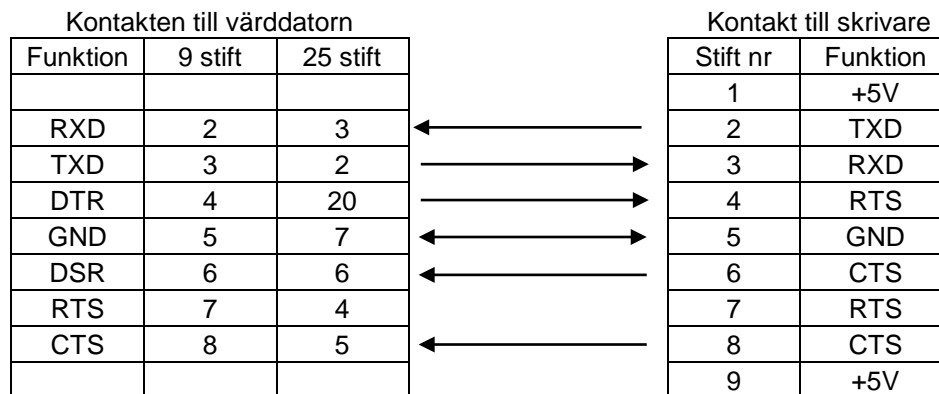 Kontakten till värddatorn Kontakt till skrivare
Funktion 9 stift 25 stift Stift nr Funktion
1 +5V
RXD 2 3 2 TXD
TXD 3 2 3 RXD
DTR 4 20 4 RTS
GND 5 7 5 GND
DSR 6 6 6 CTS
RTS 7 4 7 RTS
CTS 8 5 8 CTS
9 +5V